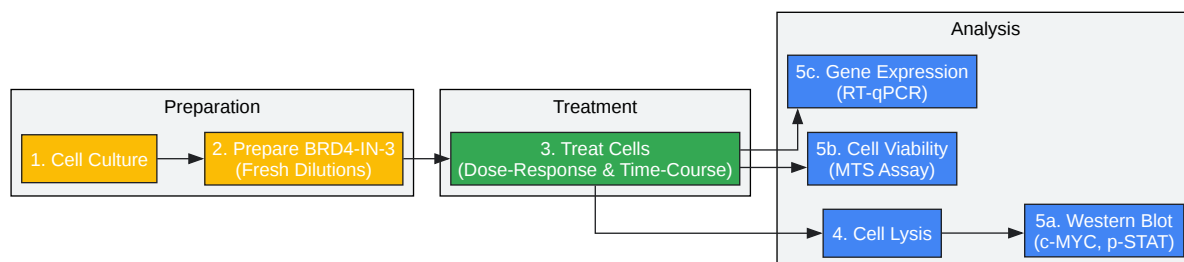 Preparation
1. Cell Culture
2. Prepare BRD4-IN-3
(Fresh Dilutions)
Treatment
3. Treat Cells
(Dose-Response & Time-Course)
Analysis
5c. Gene Expression
(RT-qPCR)
5b. Cell Viability
(MTS Assay)
4. Cell Lysis
5a. Western Blot
(c-MYC, p-STAT)